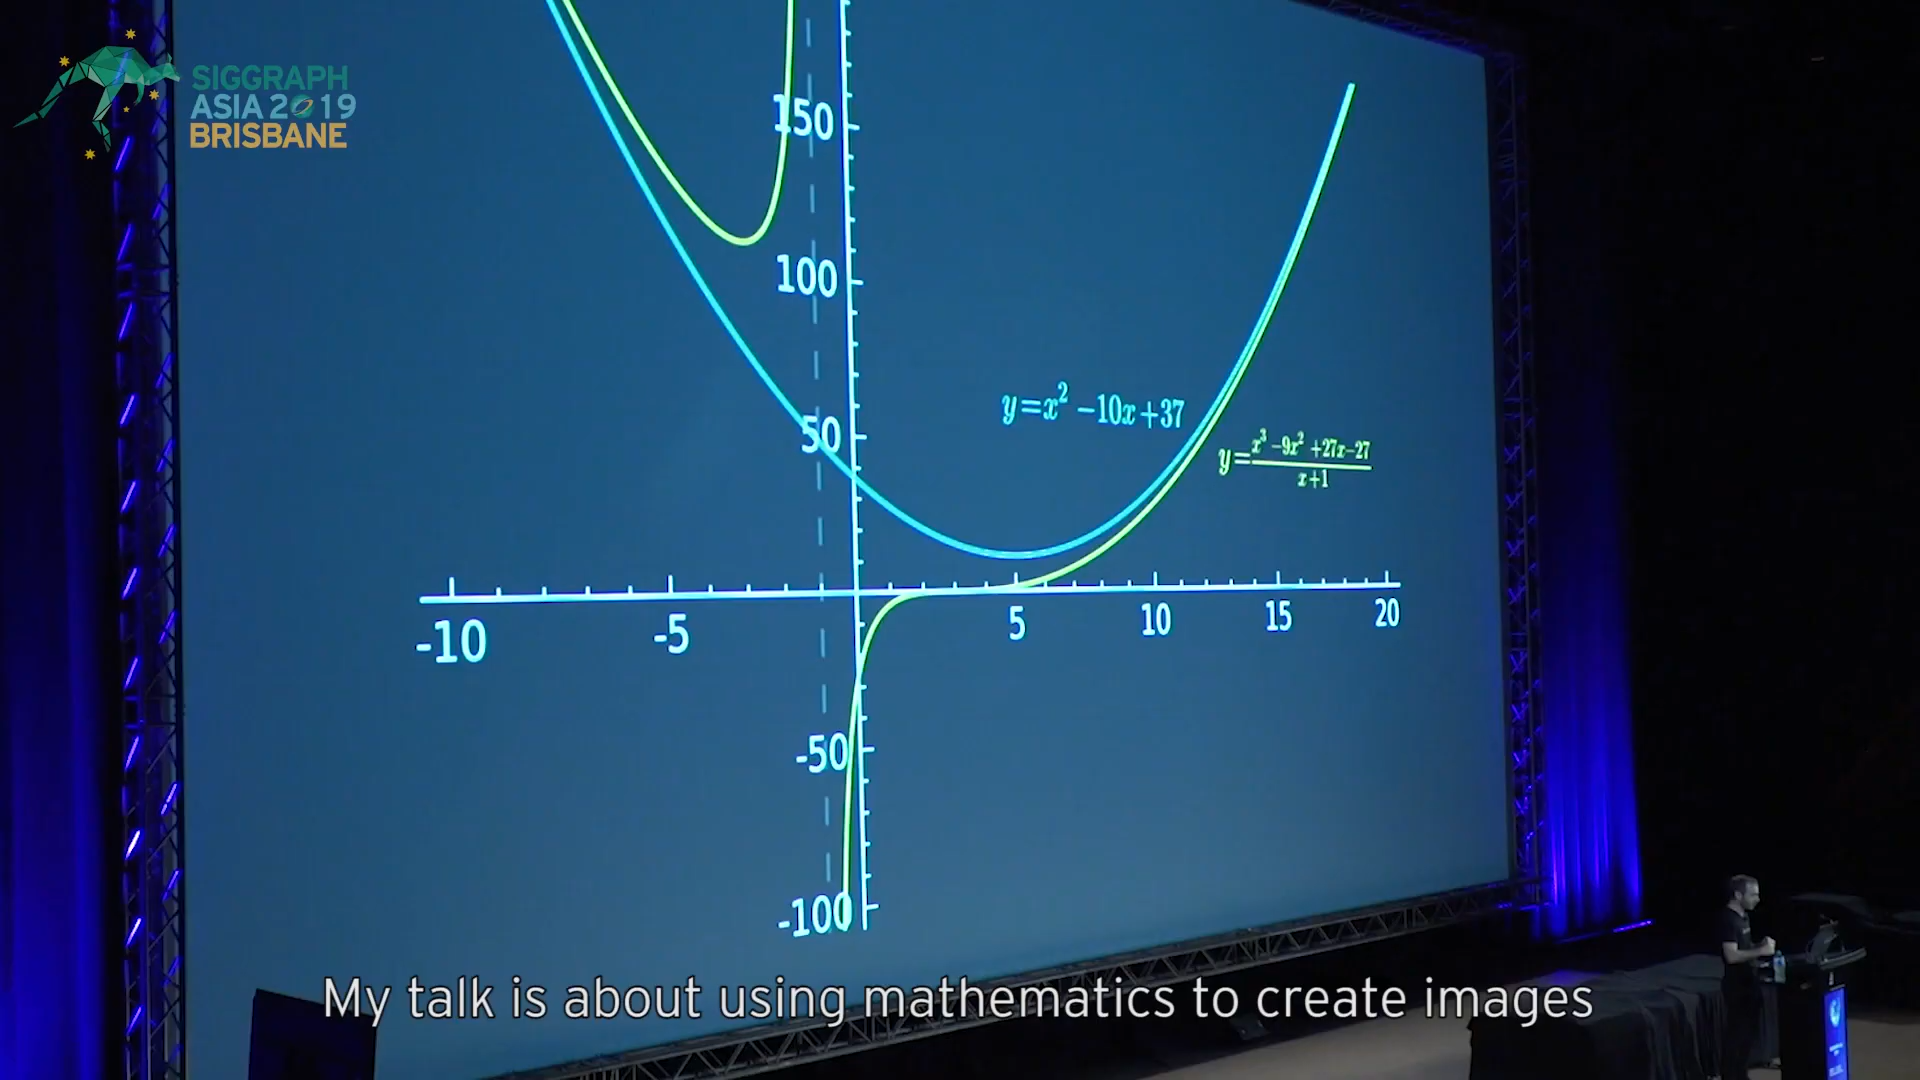 SIGGRAPH
ASIA 2019
BRISBANE
150
100
50
y=x² −10x+37
y=x³ −9x² +27x−27
x+1
-10
-5
5
10
15
20
-50
-100
My talk is about using mathematics to create images